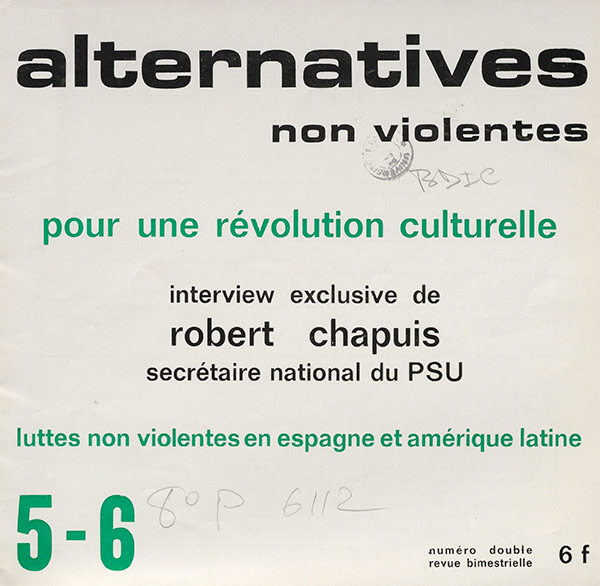 alternatives
non violentes
BDIC
pour une révolution culturelle
interview exclusive de
robert chapuis
secrétaire national du PSU
luttes non violentes en espagne et amérique latine
5-6
8° P 6112
numéro double
revue bimestrielle
6 f